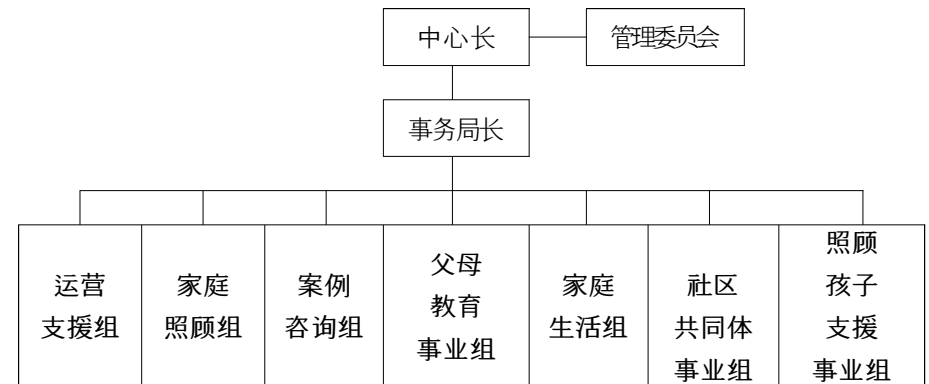 中心长
管理委员会
事务局长
运营
支援组
家庭
照顾组
案例
咨询组
父母
教育
事业组
家庭
生活组
社区
共同体
事业组
照顾
孩子
支援
事业组